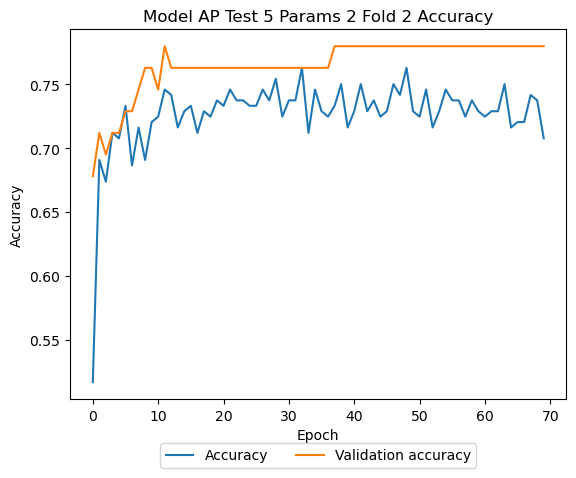 Model AP Test 5 Params 2 Fold 2 Accuracy
Accuracy
0.75
0.70
0.65
0.60
0.55
0 10 20 30 40 50 60 70
Epoch
Accuracy Validation accuracy